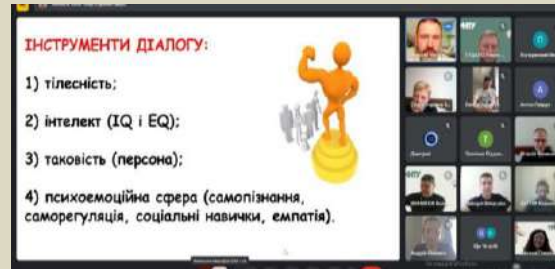 ІНСТРУМЕНТИ ДІАЛОГУ:
1) тілесність;
2) інтелект (IQ і EQ);
3) таковість (персона);
4) психоемоційна сфера (самопізнання,
саморегуляція, соціальні навички, емпатія).